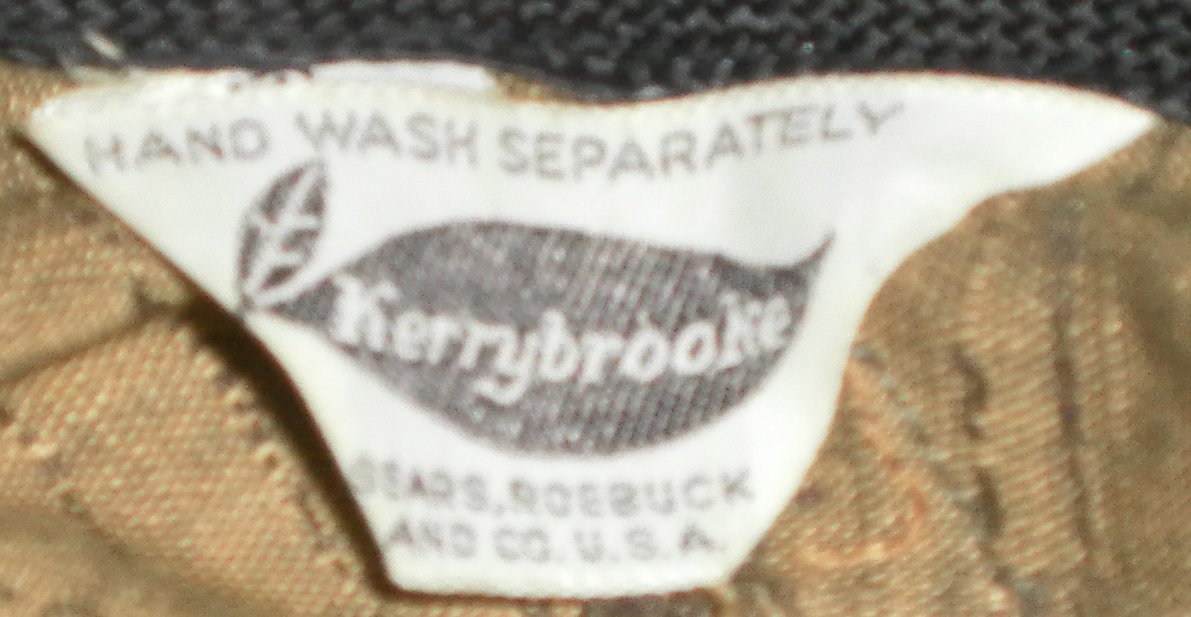 HAND WASH SEPARATELY
Kerrybrooke
SEARS, ROEBUCK
AND CO. U.S.A.